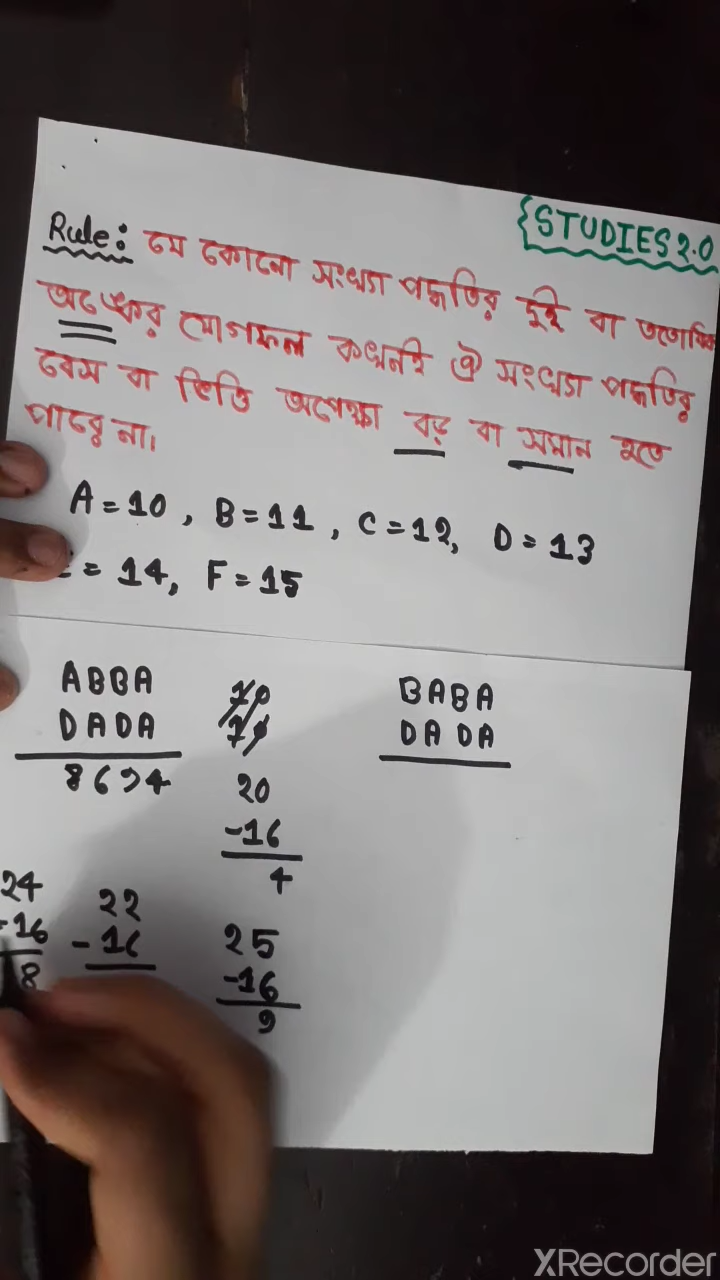 {STUDIES 2.0
Rule: যে কোনো সংখ্যা পদ্ধতির দুই বা ততোধিক
অঙ্কের যোগফল কখনই ঐ সংখ্যা পদ্ধতির
বেস বা ভিত্তি অপেক্ষা বড় বা সমান হতে
পারে না।
A = 10 , B = 11 , C = 12, D = 13
= 14, F = 15
ABBA
DADA
8694
10
20
-16
4
24
-16
8
22
-16
25
-16
9
BABA
DADA
XRecorder